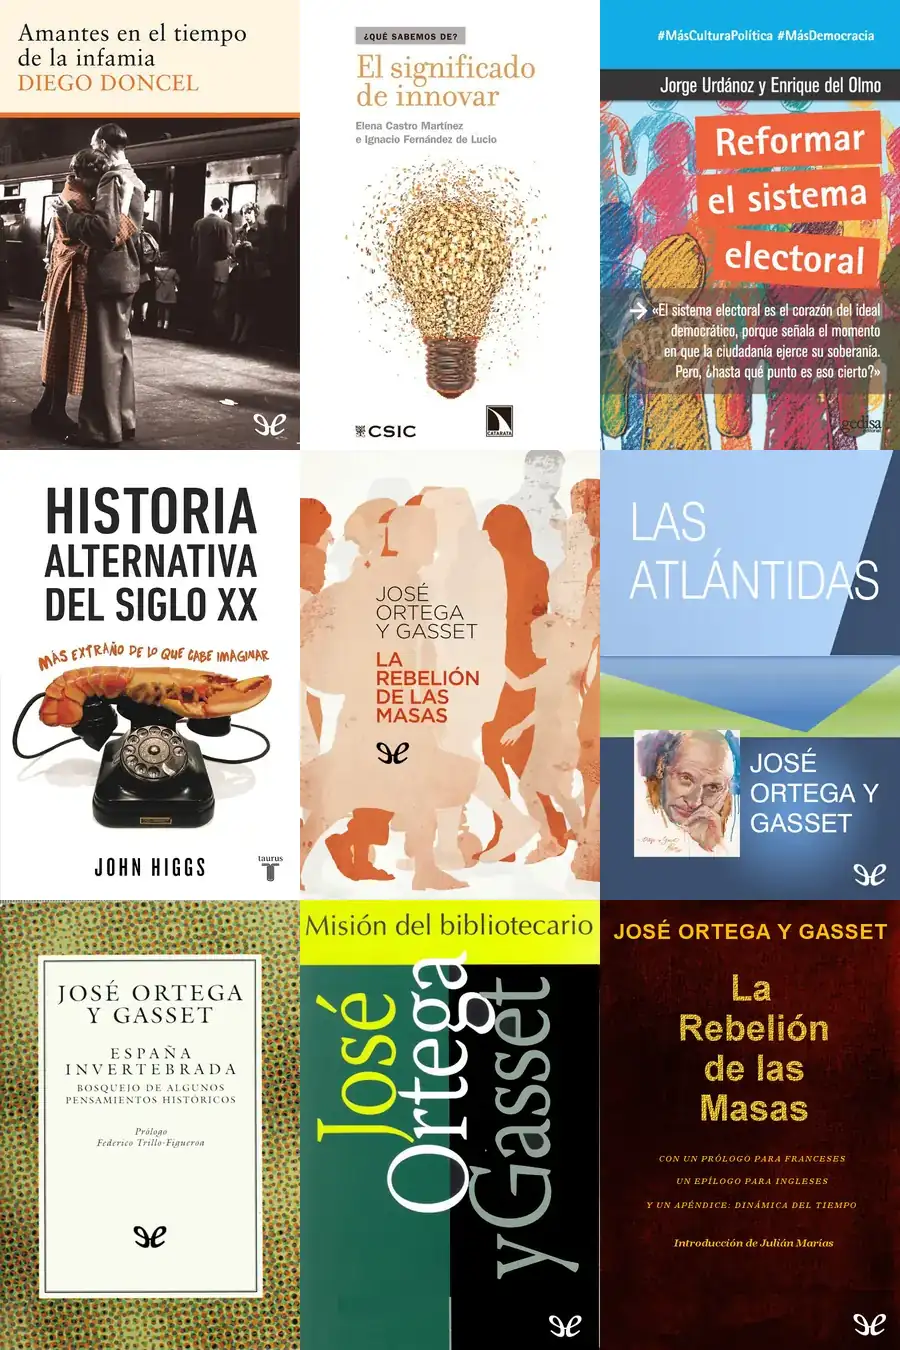 Amantes en el tiempo
de la infamia
DIEGO DONCEL
¿QUÉ SABEMOS DE?
El significado
de innovar
Elena Castro Martínez
e Ignacio Fernández de Lucio
CSIC
CATARATA
#MásCulturaPolítica #MásDemocracia
Jorge Urdánoz y Enrique del Olmo
Reformar
el sistema
electoral
«El sistema electoral es el corazón del ideal
democrático, porque señala el momento
en que la ciudadanía ejerce su soberanía.
Pero, ¿hasta qué punto es eso cierto?»
gedisa
HISTORIA
ALTERNATIVA
DEL SIGLO XX
MÁS EXTRAÑO DE LO QUE CABE IMAGINAR
JOHN HIGGS
taurus
JOSÉ
ORTEGA
Y GASSET
LA
REBELIÓN
DE LAS
MASAS
LAS
ATLÁNTIDAS
JOSÉ
ORTEGA Y
GASSET
JOSÉ ORTEGA
Y GASSET
ESPAÑA
INVERTEBRADA
BOSQUEJO DE ALGUNOS
PENSAMIENTOS HISTÓRICOS
Prólogo
Federico Trillo-Figueroa
Misión del bibliotecario
José
Ortega
y Gasset
JOSÉ ORTEGA Y GASSET
La
Rebelión
de las
Masas
CON UN PRÓLOGO PARA FRANCESES
UN EPÍLOGO PARA INGLESES
Y UN APÉNDICE: DINÁMICA DEL TIEMPO
Introducción de Julián Marías